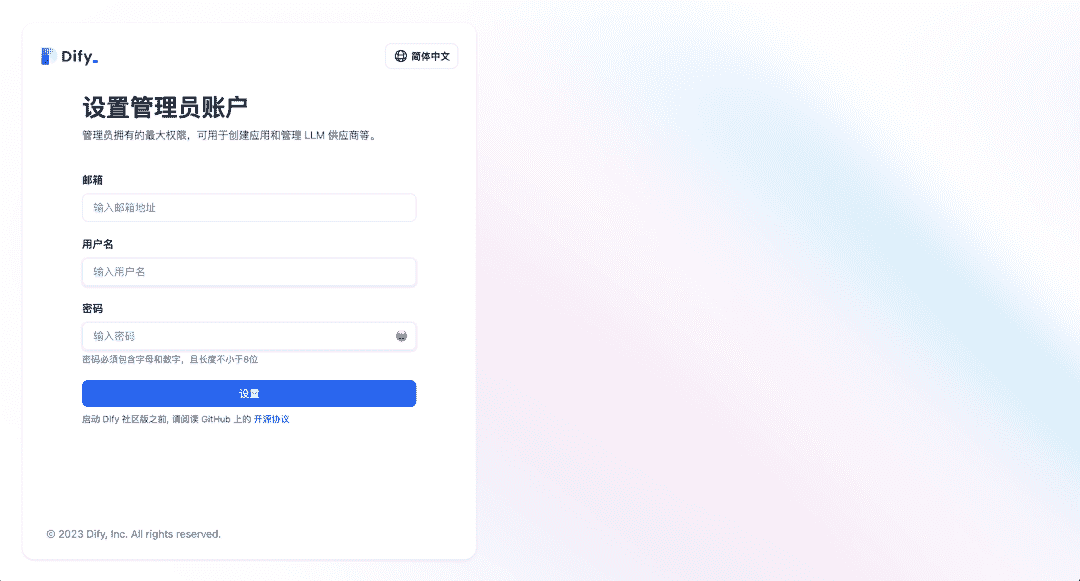 Dify_
简体中文
设置管理员账户
管理员拥有的最大权限，可用于创建应用和管理 LLM 供应商等。
邮箱
输入邮箱地址
用户名
输入用户名
密码
输入密码
密码必须包含字母和数字，且长度不小于8位
设置
启动 Dify 社区版之前, 请阅读 GitHub 上的 开源协议
© 2023 Dify, Inc. All rights reserved.